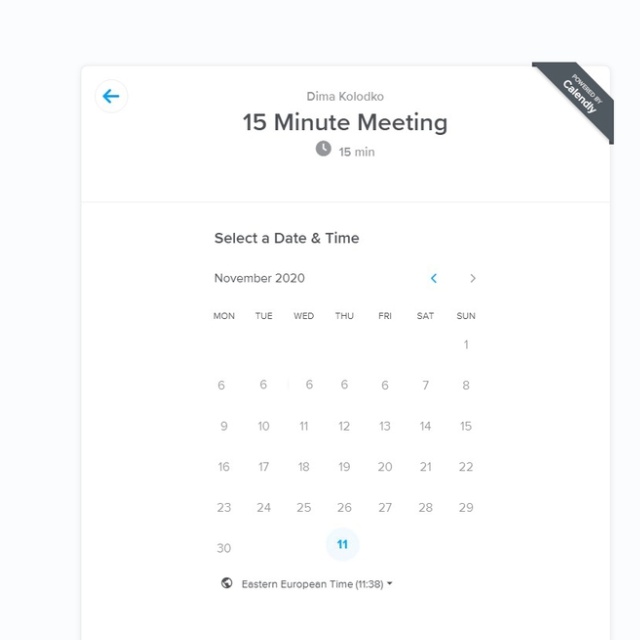 POWERED BY
Calendly
Dima Kolodko
15 Minute Meeting
15 min
Select a Date & Time
November 2020
MON TUE WED THU FRI SAT SUN
1
6 6 6 6 6 7 8
9 10 11 12 13 14 15
16 17 18 19 20 21 22
23 24 25 26 27 28 29
30 11
Eastern European Time (11:38)